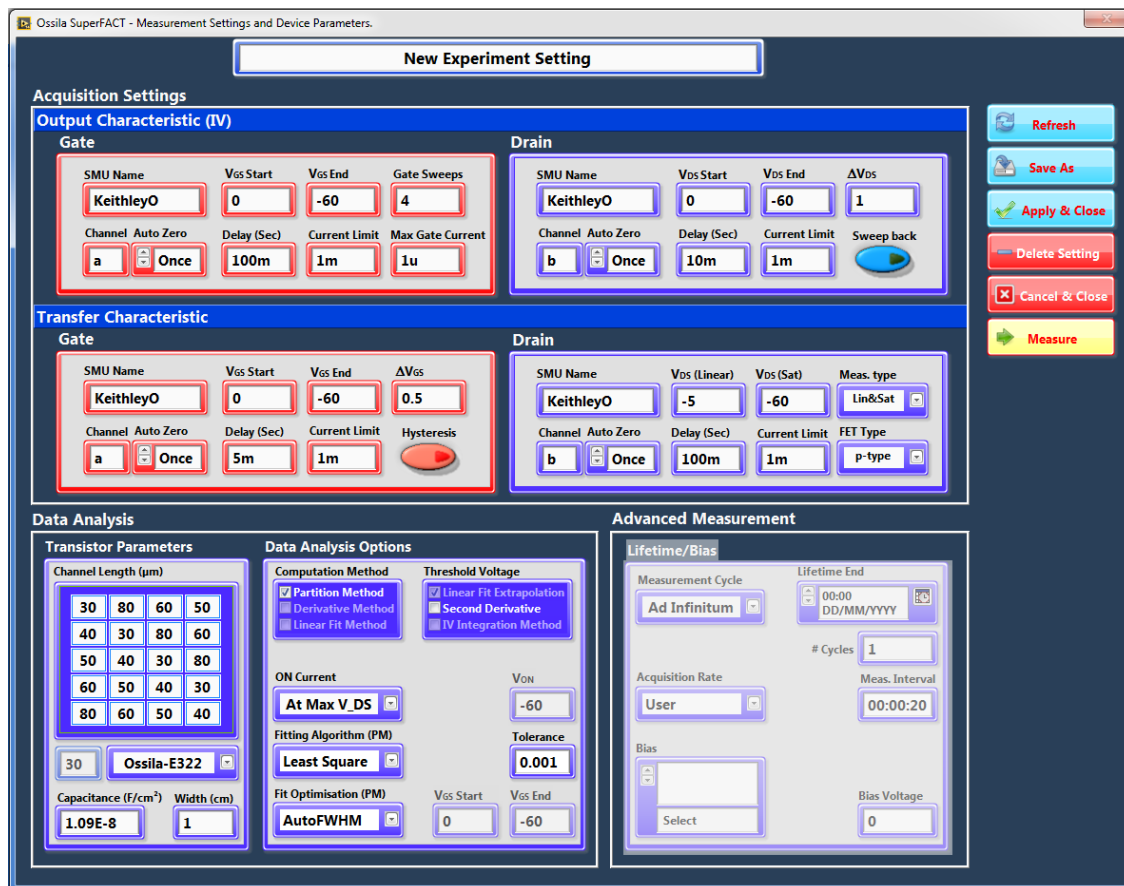 Ossila SuperFACT - Measurement Settings and Device Parameters.
New Experiment Setting
Acquisition Settings
Output Characteristic (IV)
Gate
SMU Name VGS Start VGS End Gate Sweeps
KeithleyO 0 -60 4
Channel Auto Zero Delay (Sec) Current Limit Max Gate Current
a Once 100m 1m 1u
Drain
SMU Name VDS Start VDS End ΔVDS
KeithleyO 0 -60 1
Channel Auto Zero Delay (Sec) Current Limit Sweep back
b Once 10m 1m
Transfer Characteristic
Gate
SMU Name VGS Start VGS End ΔVGS
KeithleyO 0 -60 0.5
Channel Auto Zero Delay (Sec) Current Limit Hysteresis
a Once 5m 1m
Drain
SMU Name VDS (Linear) VDS (Sat) Meas. type
KeithleyO -5 -60 Lin&Sat
Channel Auto Zero Delay (Sec) Current Limit FET Type
b Once 100m 1m p-type
Refresh
Save As
Apply & Close
Delete Setting
Cancel & Close
Measure
Data Analysis
Transistor Parameters
Channel Length (μm)
30 80 60 50
40 30 80 60
50 40 30 80
60 50 40 30
80 60 50 40
30 Ossila-E322
Capacitance (F/cm²) Width (cm)
1.09E-8 1
Data Analysis Options
Computation Method
Partition Method
Derivative Method
Linear Fit Method
Threshold Voltage
Linear Fit Extrapolation
Second Derivative
IV Integration Method
ON Current VON
At Max V_DS -60
Fitting Algorithm (PM) Tolerance
Least Square 0.001
Fit Optimisation (PM) VGS Start VGS End
AutoFWHM 0 -60
Advanced Measurement
Lifetime/Bias
Measurement Cycle Lifetime End
Ad Infinitum 00:00
DD/MM/YYYY
# Cycles 1
Acquisition Rate Meas. Interval
User 00:00:20
Bias
Select
Bias Voltage
0